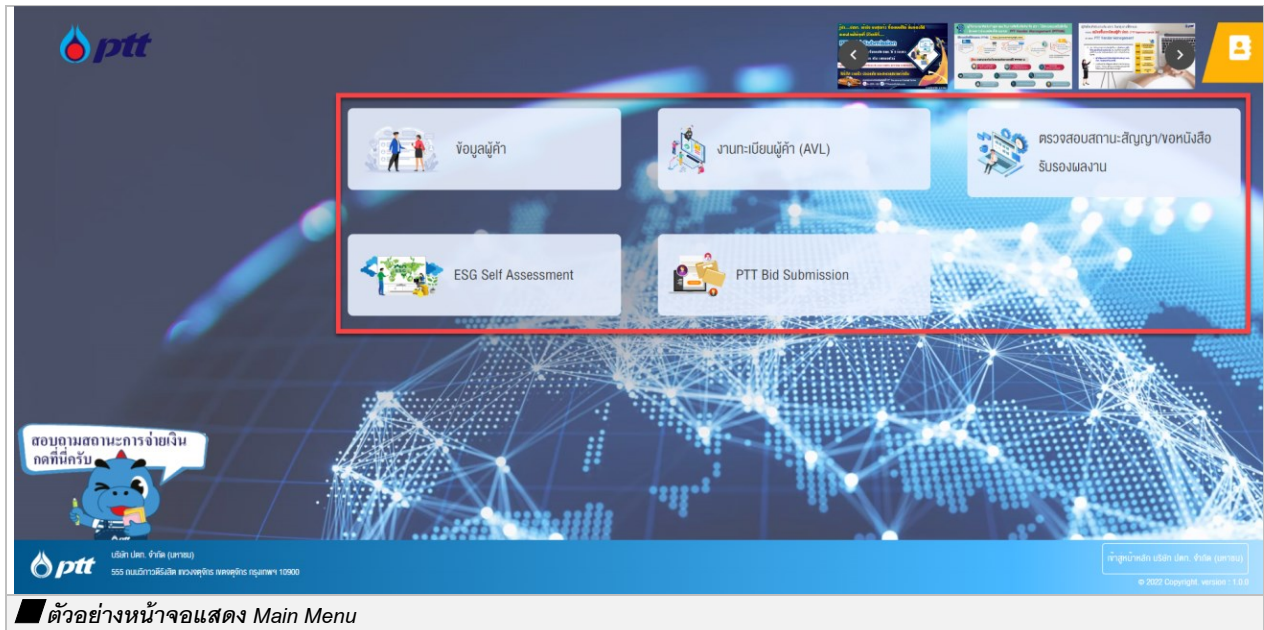 ptt
ข้อมูลผู้ค้า
งานทะเบียนผู้ค้า (AVL)
ตรวจสอบสถานะสัญญา/ขอหนังสือ
รับรองผลงาน
ESG Self Assessment
PTT Bid Submission
สอบถามสถานะการจ่ายเงิน
กดที่นี่ครับ
ptt
บริษัท ปตท. จำกัด (มหาชน)
555 ถนนวิภาวดีรังสิต แขวงจตุจักร เขตจตุจักร กรุงเทพฯ 10900
เข้าสู่หน้าหลัก บริษัท ปตท. จำกัด (มหาชน)
© 2022 Copyright. version : 1.0.0
ตัวอย่างหน้าจอแสดง Main Menu